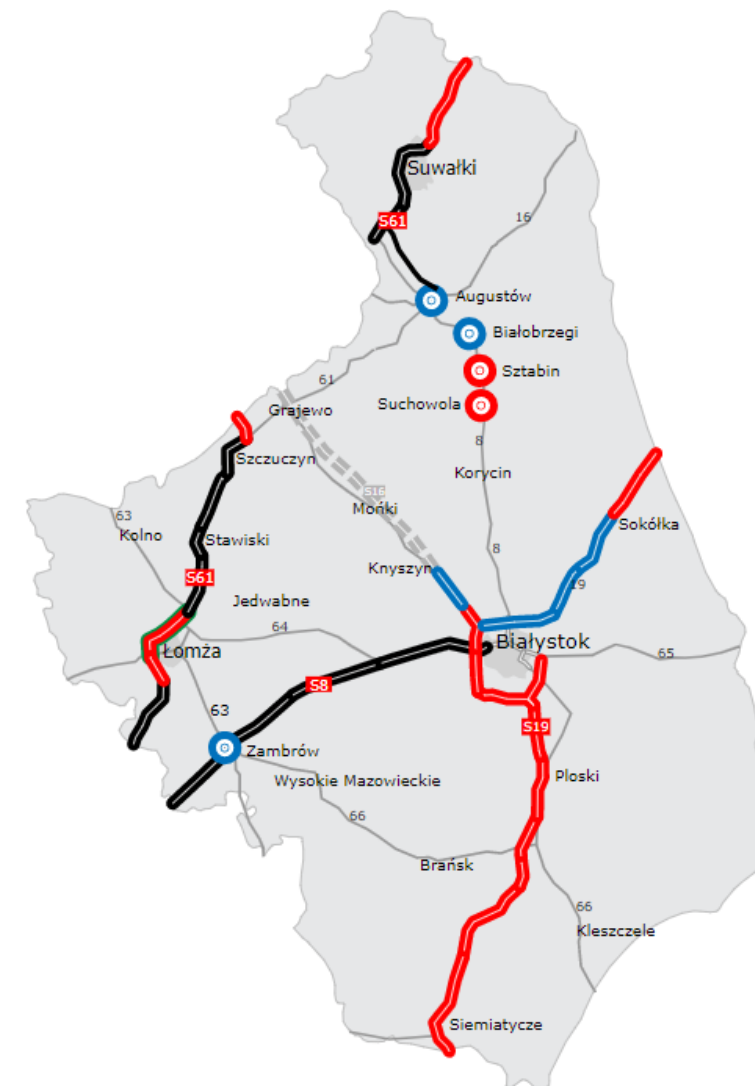 Suwałki
S61
16
Augustów
Białobrzegi
Sztabin
61
Suchowola
Grajewo
8
Szczuczyn
Korycin
S16
Mońki
63
Kolno
Sokółka
Stawiski
8
Knyszyn
S61
19
Jedwabne
64
Białystok
Łomża
65
S8
63
S19
Zambrów
Ploski
Wysokie Mazowieckie
66
Brańsk
66
Kleszczele
Siemiatycze